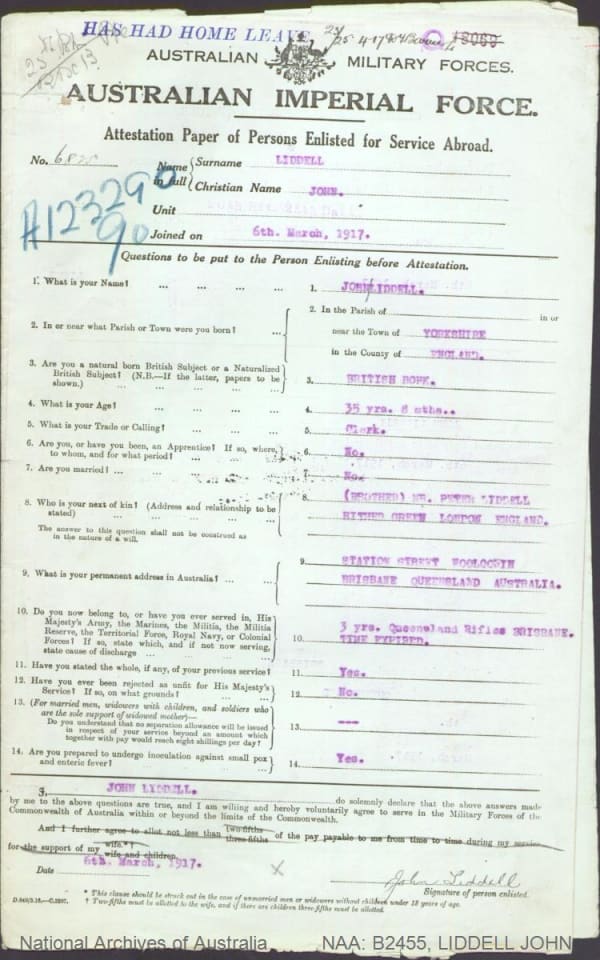 HAS HAD HOME LEAVE,
18069
AUSTRALIAN MILITARY FORCES.
AUSTRALIAN IMPERIAL FORCE.
Attestation Paper of Persons Enlisted for Service Abroad.
No. Name in full Surname LIDDELL
Christian Name JOHN.
Unit
A12329
90
Joined on 6th. March, 1917.
Questions to be put to the Person Enlisting before Attestation.
1. What is your Name? ... ... ... ... 1. JOHN LIDDELL.
2. In or near what Parish or Town were you born? ... 2. In the Parish of in or
near the Town of YORKSHIRE
in the County of ENGLAND.
3. Are you a natural born British Subject or a Naturalized
British Subject? (N.B.—If the latter, papers to be
shown.) ... ... ... ... 3. BRITISH BORN.
4. What is your Age? ... ... ... 4. 35 yrs. 8 mths..
5. What is your Trade or Calling? ... ... ... 5. Clerk.
6. Are you, or have you been, an Apprentice? If so, where,
to whom, and for what period? ... ... ... 6. No.
7. Are you married? ... ... ... ... 7. No.
8. Who is your next of kin? (Address and relationship to be
stated) ... ... ... ...
The answer to this question shall not be construed as
in the nature of a will.
8. (BROTHER) MR. PETER LIDDELL
HITHER GREEN LONDON ENGLAND.
9. What is your permanent address in Australia? ... ...
9. STATION STREET WOOLOOWIN
BRISBANE QUEENSLAND AUSTRALIA.
10. Do you now belong to, or have you ever served in, His
Majesty's Army, the Marines, the Militia, the Militia
Reserve, the Territorial Force, Royal Navy, or Colonial
Forces? If so, state which, and if not now serving,
state cause of discharge ... ... ...
10. 3 yrs. Queensland Rifles BRISBANE.
TIME EXPIRED.
11. Have you stated the whole, if any, of your previous service? 11. Yes.
12. Have you ever been rejected as unfit for His Majesty's
Service? If so, on what grounds? ... ... 12. No.
13. (For married men, widowers with children, and soldiers who
are the sole support of widowed mother)—
Do you understand that no separation allowance will be issued
in respect of your service beyond an amount which
together with pay would reach eight shillings per day? 13. ---
14. Are you prepared to undergo inoculation against small pox
and enteric fever? ... ... ... 14. Yes.
I, JOHN LIDDELL. do solemnly declare that the above answers made
by me to the above questions are true, and I am willing and hereby voluntarily agree to serve in the Military Forces of the
Commonwealth of Australia within or beyond the limits of the Commonwealth.
And I further agree to allot not less than two-fifths three-fifths of the pay payable to me from time to time during my service
for the support of my wife.*† wife and children.
Date 6th. March, 1917.
John Liddell
Signature of person enlisted.
* This clause should be struck out in the case of unmarried men or widowers without children under 18 years of age.
† Two-fifths must be allotted to the wife, and if there are children three-fifths must be allotted.
National Archives of Australia NAA: B2455, LIDDELL JOHN